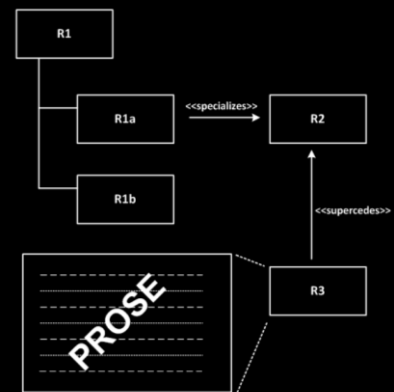 R1
<<specializes>>
R1a
R2
R1b
<<supercedes>>
R3
PROSE